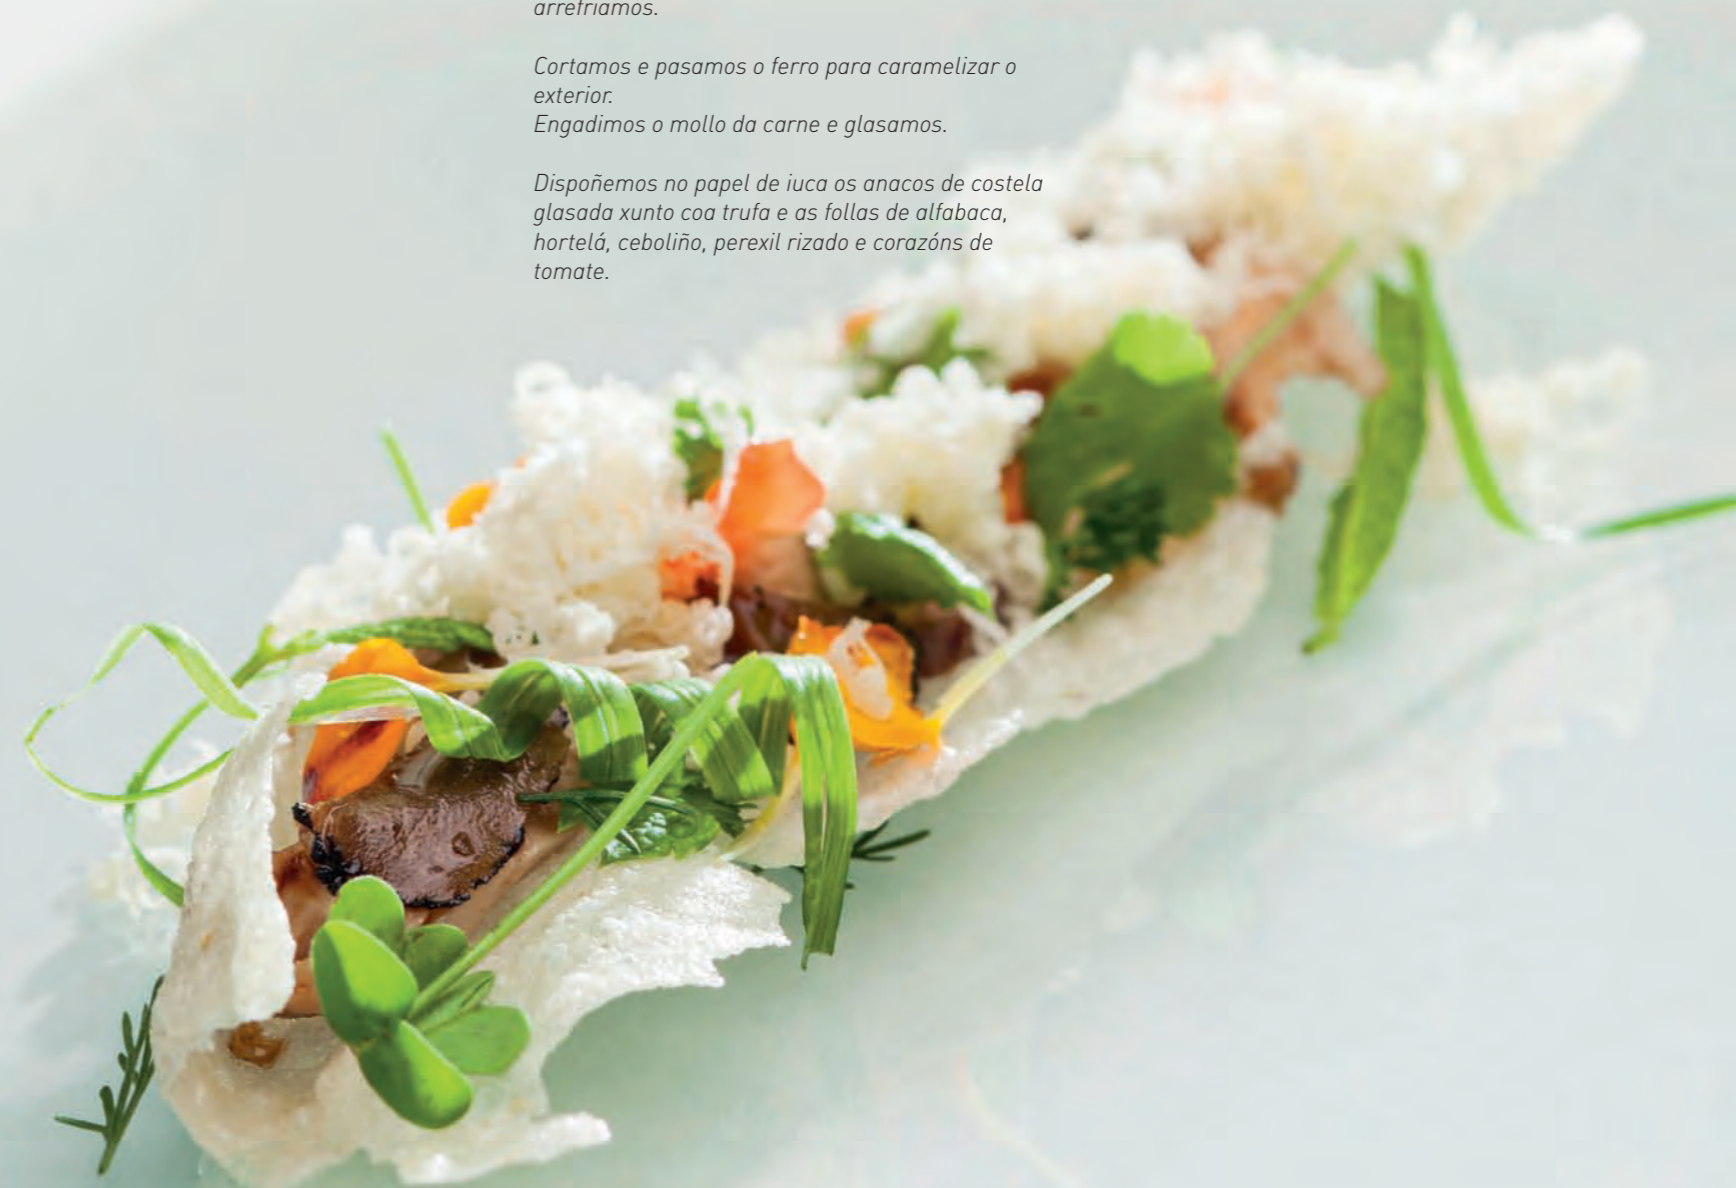 arrefriamos.
Cortamos e pasamos o ferro para caramelizar o
exterior.
Engadimos o mollo da carne e glasamos.
Dispoñemos no papel de iuca os anacos de costela
glasada xunto coa trufa e as follas de alfabaca,
hortelá, ceboliño, perexil rizado e corazóns de
tomate.